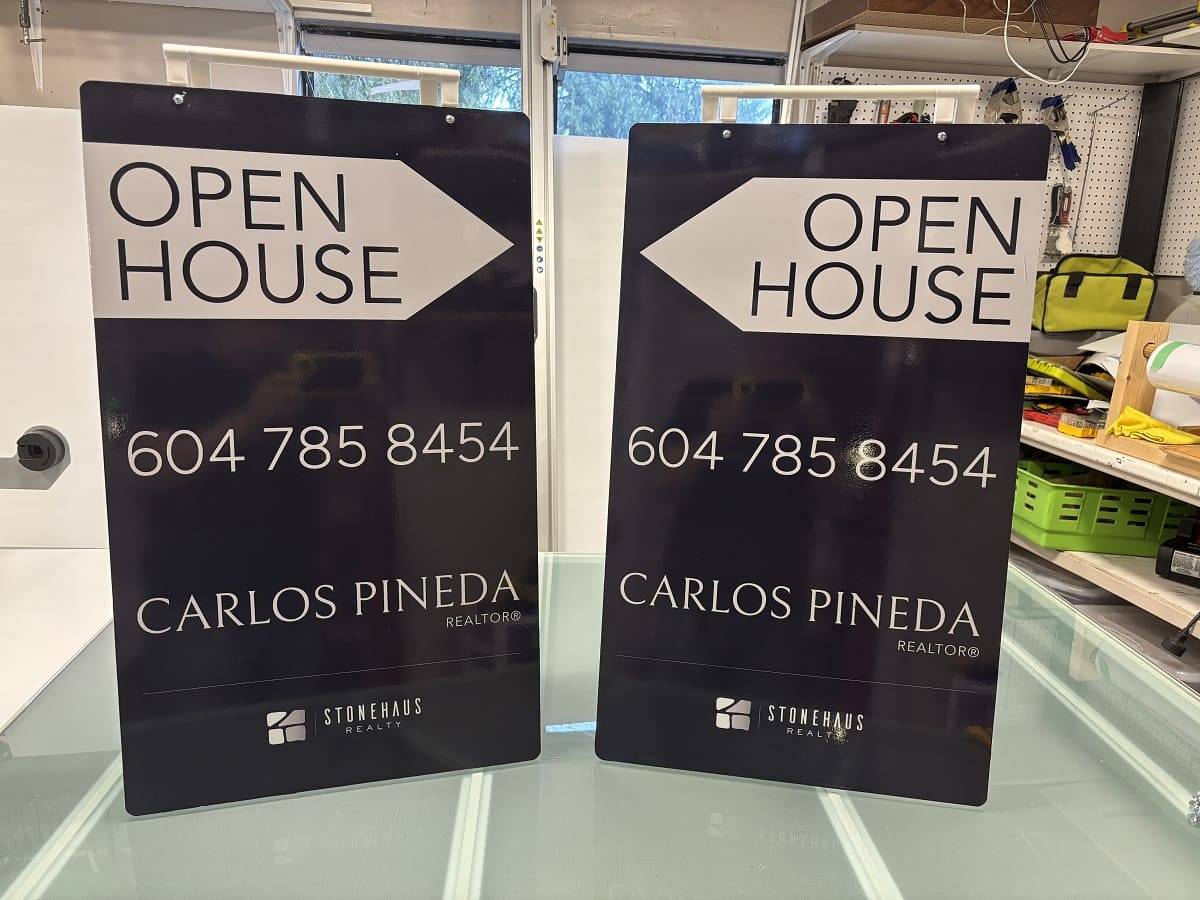 OPEN
HOUSE
604 785 8454
CARLOS PINEDA
REALTOR®
STONEHAUS
REALTY
OPEN
HOUSE
604 785 8454
CARLOS PINEDA
REALTOR®
STONEHAUS
REALTY